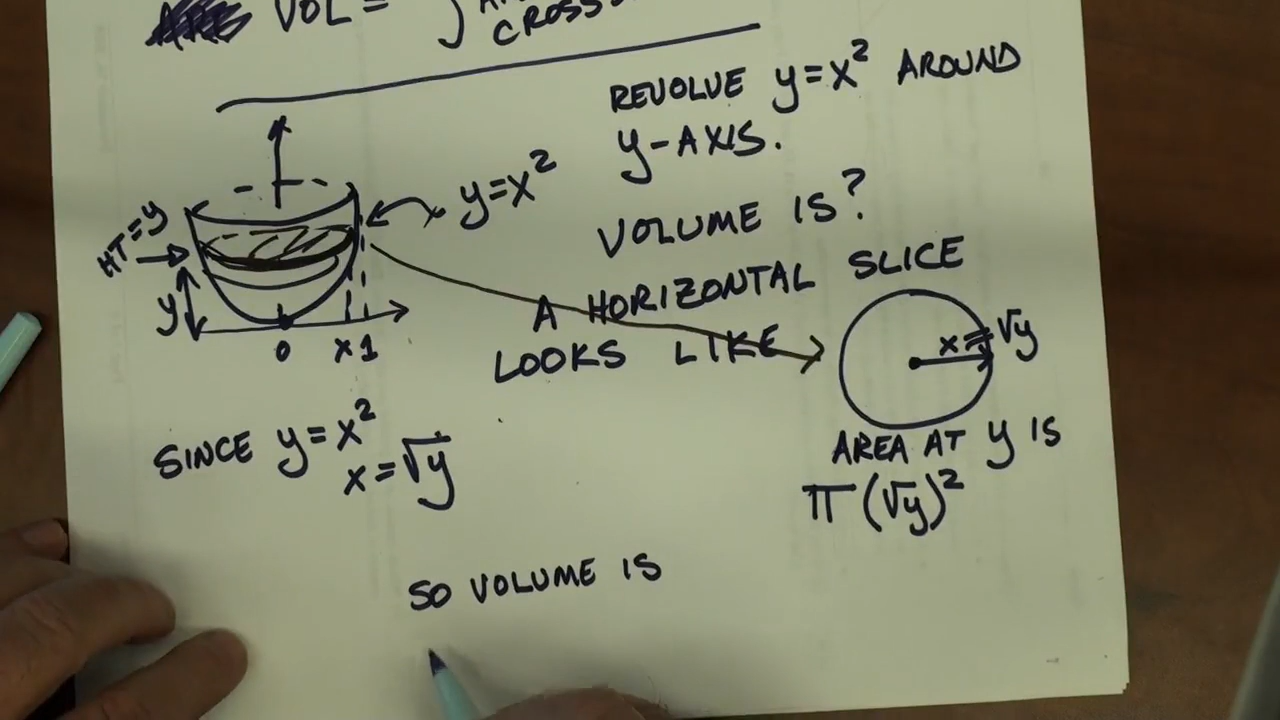 VOL = ∫
CROSS
REVOLVE y=x² AROUND
y-AXIS.
y=x²
VOLUME IS?
HT=y
y
0 x 1
A HORIZONTAL SLICE
LOOKS LIKE
x=√y
SINCE y=x²
x=√y
AREA AT y IS
π(√y)²
SO VOLUME IS